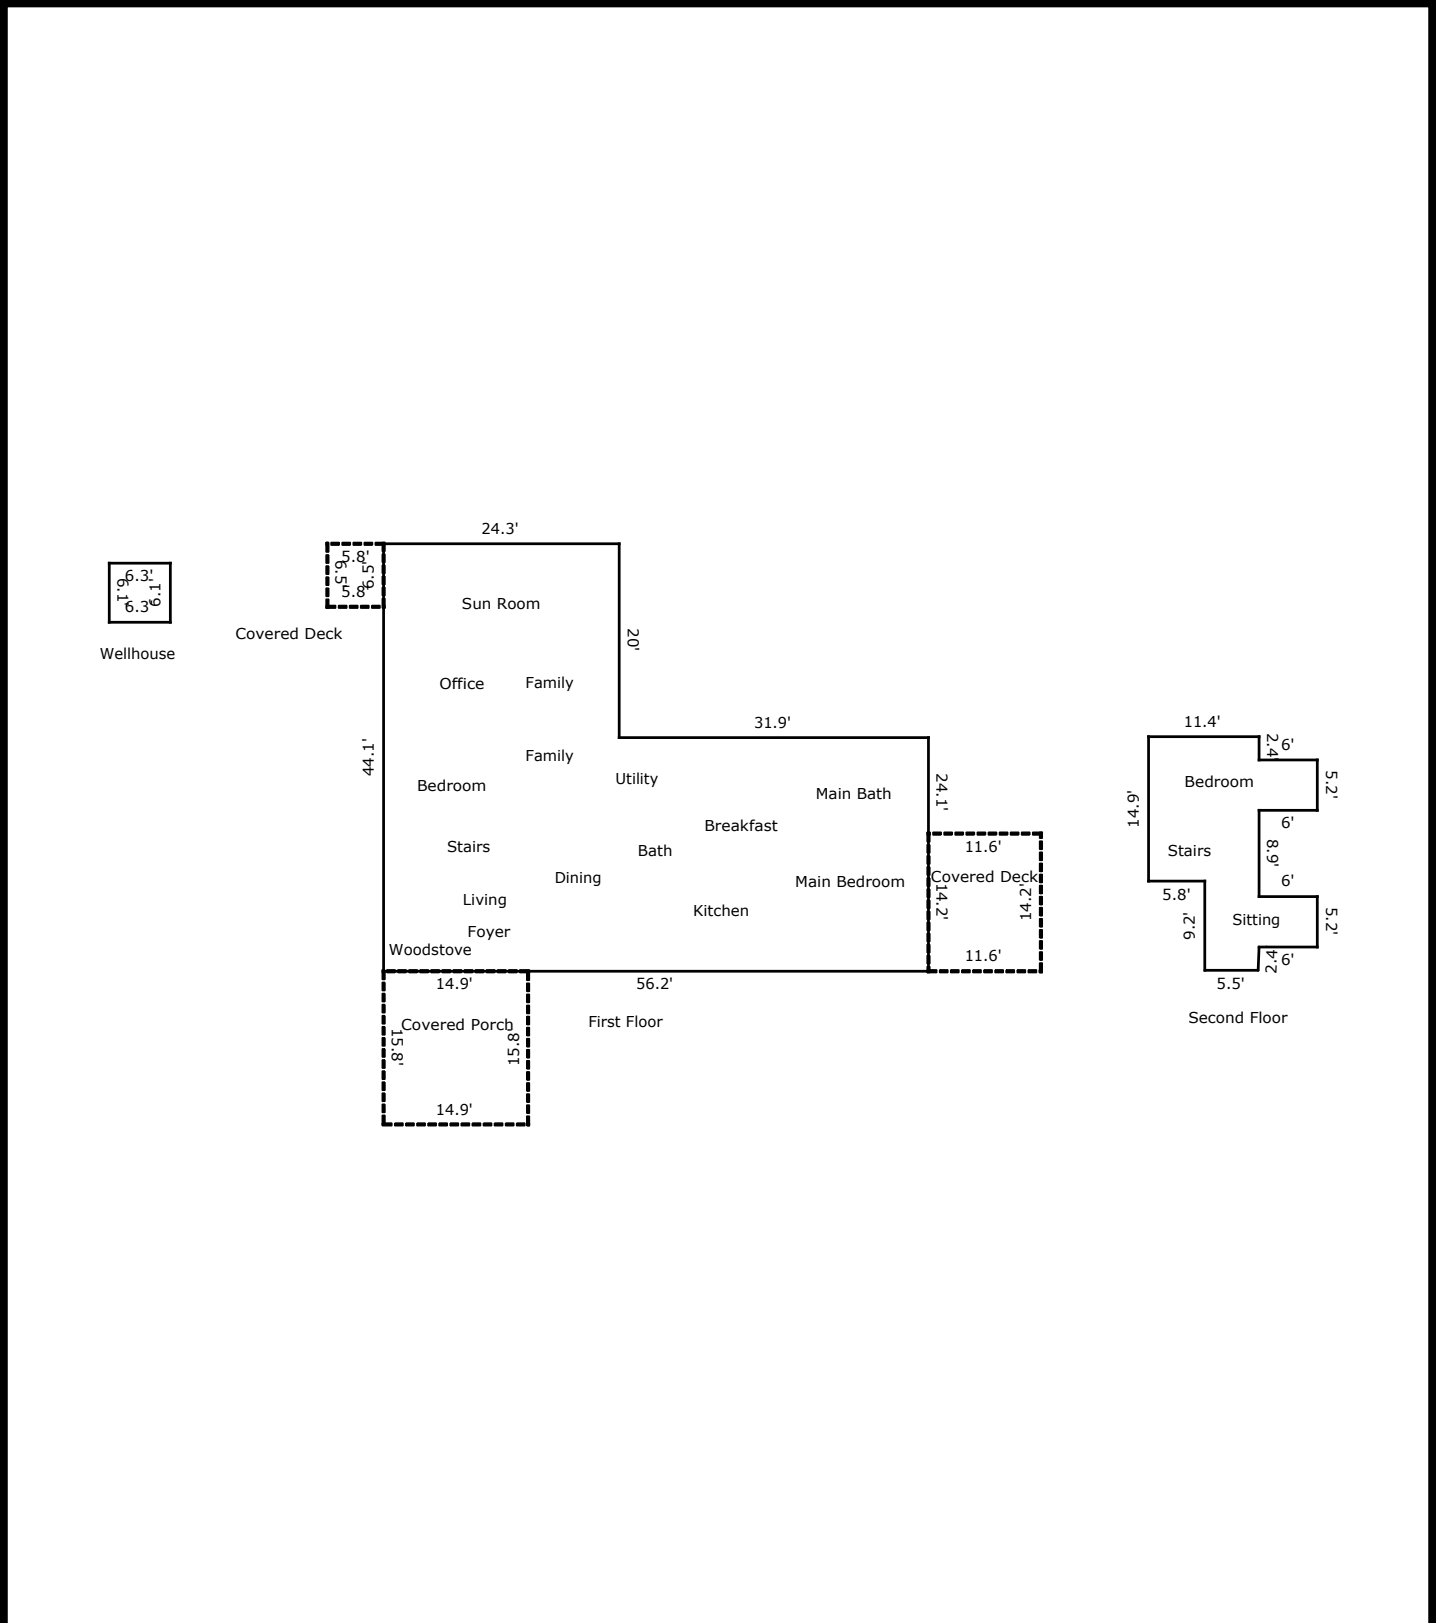 24.3'
5.8'
6.5'
6.5'
5.8'
6.3'
6.1'
6.1'
6.3'
Sun Room
Covered Deck
20'
Wellhouse
Office
Family
31.9'
11.4'
2.4'
6'
44.1'
Family
Utility
Bedroom
5.2'
Bedroom
Main Bath
24.1'
14.9'
6'
Breakfast
Stairs
Bath
11.6'
Stairs
8.9'
Dining
Main Bedroom
Covered Deck
6'
5.8'
Living
Kitchen
14.2'
14.2'
9.2'
Sitting
5.2'
Foyer
Woodstove
11.6'
2.4
6'
14.9'
56.2'
5.5'
Covered Porch
First Floor
Second Floor
15.8'
15.8'
14.9'